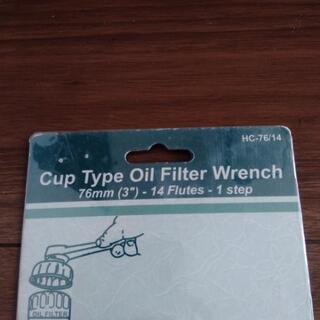 HC-76/14
Cup Type Oil Filter Wrench
76mm (3") - 14 Flutes - 1 step
OIL FILTER